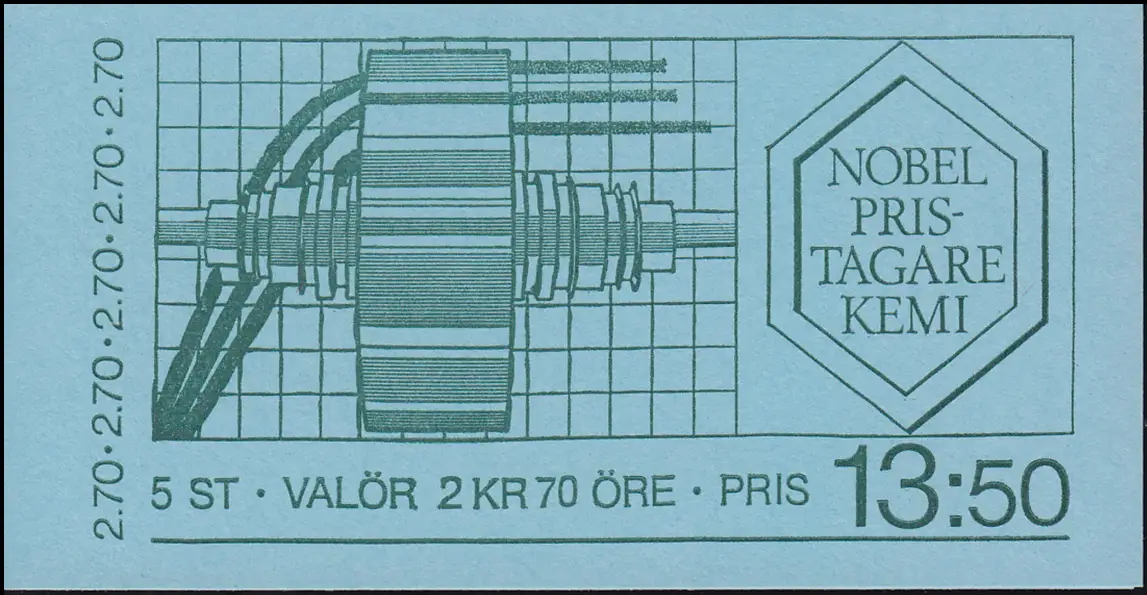 2.70·2.70·2.70·2.70·2.70
NOBEL
PRIS-
TAGARE
KEMI
5 ST · VALÖR 2 KR 70 ÖRE · PRIS 13:50